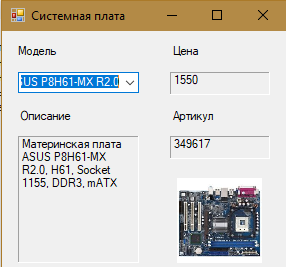 Системная плата
Модель
Цена
SUS P8H61-MX R2.0
1550
Описание
Артикул
Материнская плата
ASUS P8H61-MX
R2.0, H61, Socket
1155, DDR3, mATX
349617